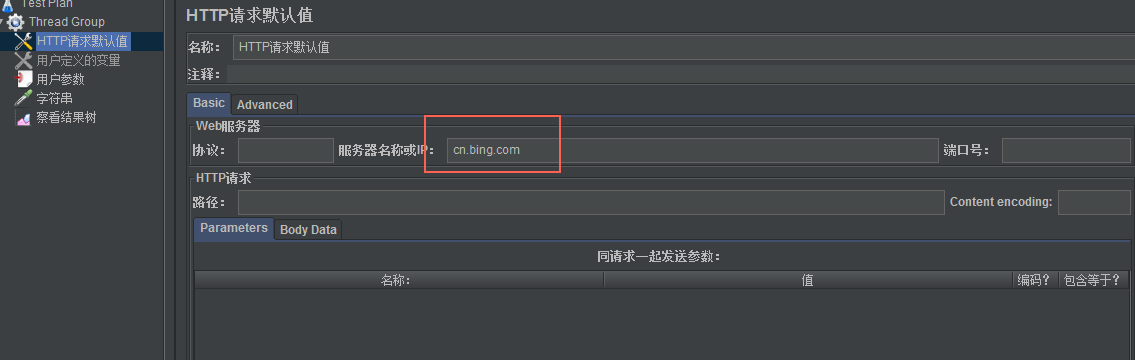 Test Plan
Thread Group
HTTP请求默认值
用户定义的变量
用户参数
字符串
察看结果树
HTTP请求默认值
名称： HTTP请求默认值
注释：
Basic Advanced
Web服务器
协议： 服务器名称或IP： cn.bing.com 端口号：
HTTP请求
路径： Content encoding:
Parameters Body Data
同请求一起发送参数：
名称： 值 编码？ 包含等于？